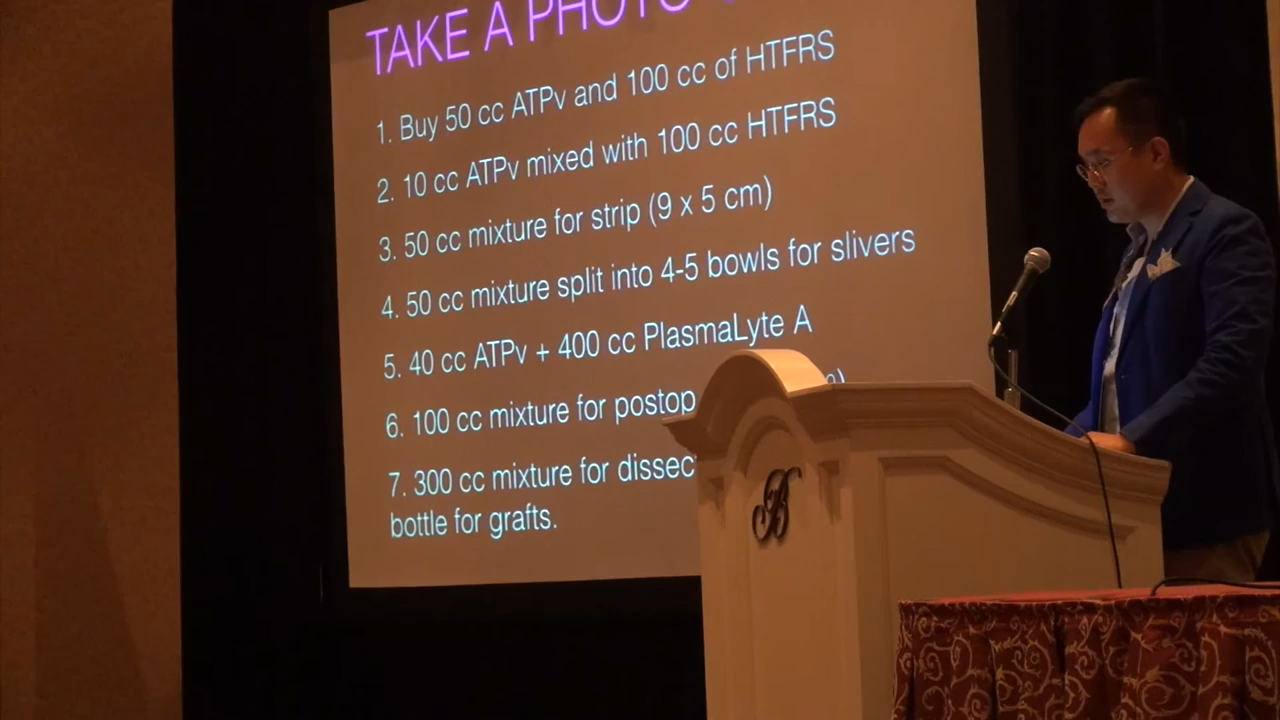 TAKE A PHOTO
1. Buy 50 cc ATPv and 100 cc of HTFRS
2. 10 cc ATPv mixed with 100 cc HTFRS
3. 50 cc mixture for strip (9 x 5 cm)
4. 50 cc mixture split into 4-5 bowls for slivers
5. 40 cc ATPv + 400 cc PlasmaLyte A
6. 100 cc mixture for postop
7. 300 cc mixture for
bottle for grafts.
B